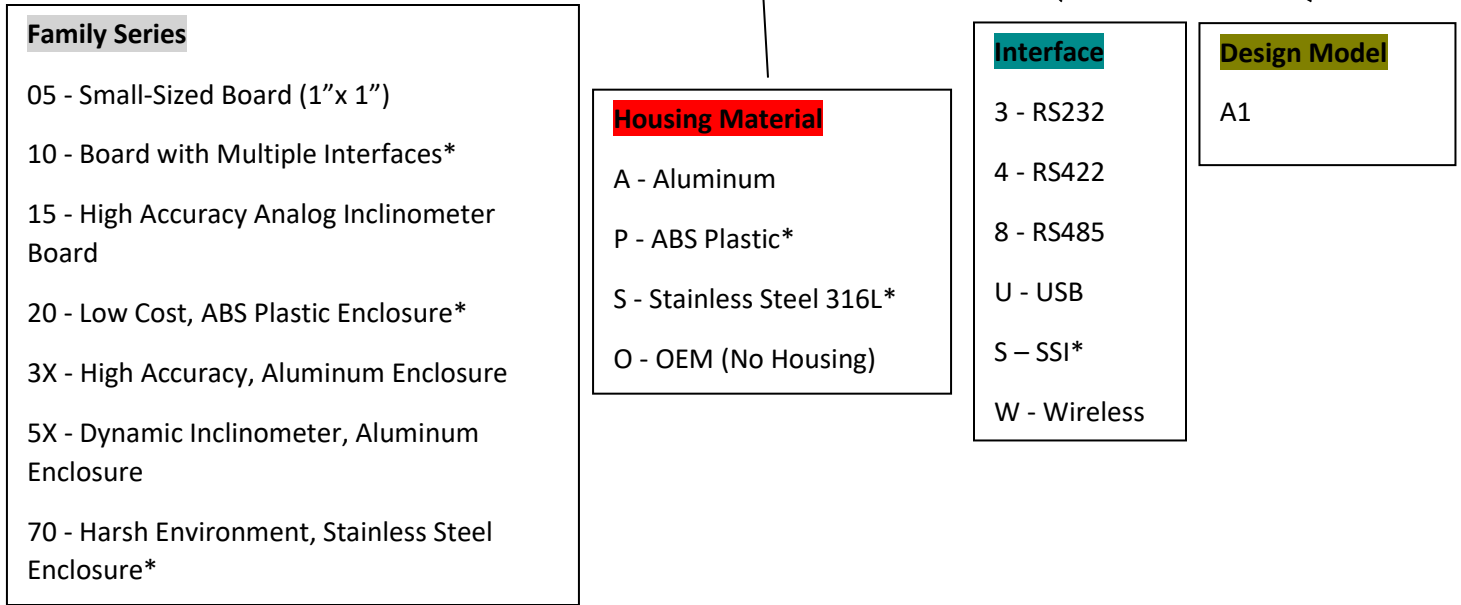 Family Series
05 - Small-Sized Board (1”x 1”)
10 - Board with Multiple Interfaces*
15 - High Accuracy Analog Inclinometer
Board
20 - Low Cost, ABS Plastic Enclosure*
3X - High Accuracy, Aluminum Enclosure
5X - Dynamic Inclinometer, Aluminum
Enclosure
70 - Harsh Environment, Stainless Steel
Enclosure*
Housing Material
A - Aluminum
P - ABS Plastic*
S - Stainless Steel 316L*
O - OEM (No Housing)
Interface
3 - RS232
4 - RS422
8 - RS485
U - USB
S – SSI*
W - Wireless
Design Model
A1